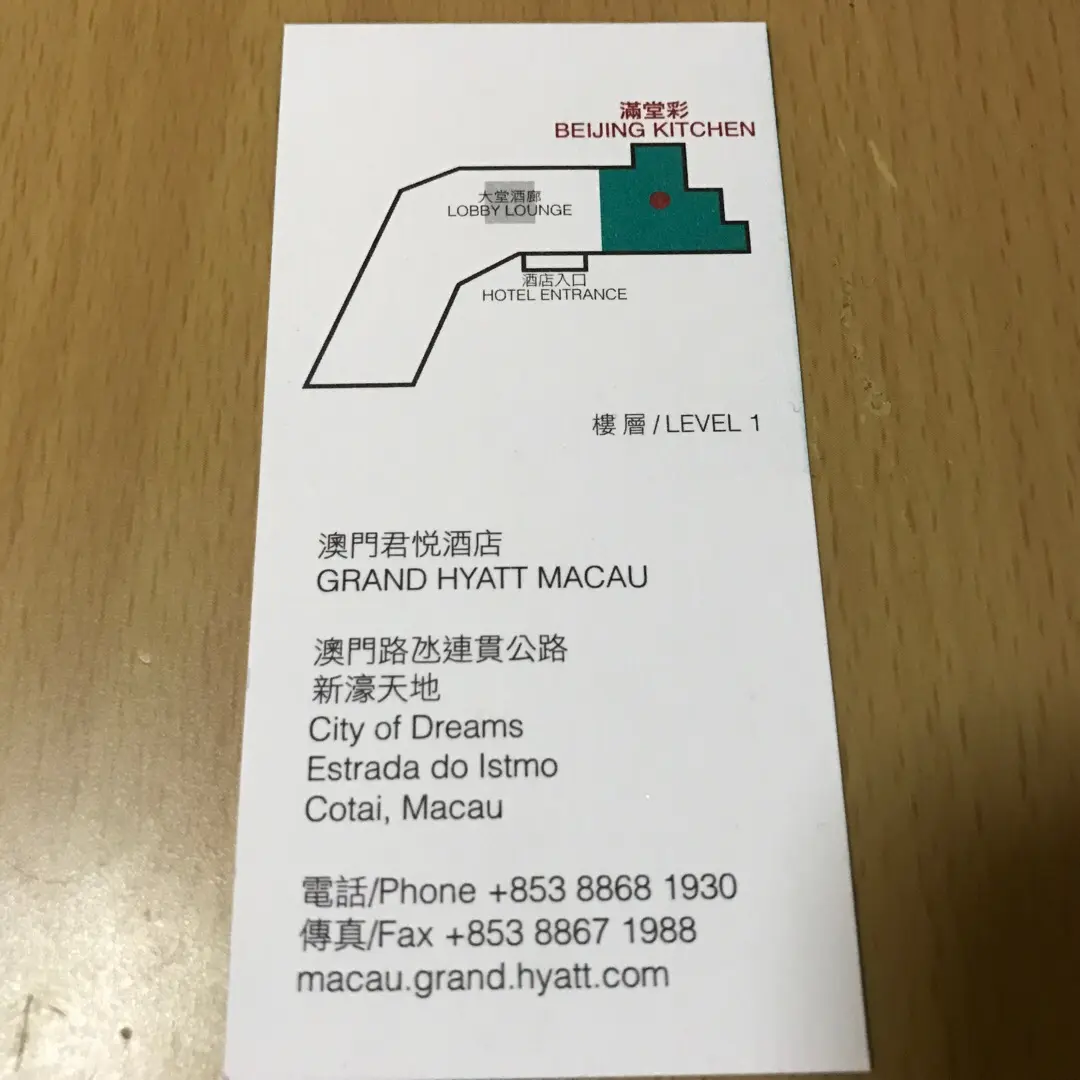 滿堂彩
BEIJING KITCHEN
大堂酒廊
LOBBY LOUNGE
酒店入口
HOTEL ENTRANCE
樓層/LEVEL 1
澳門君悦酒店
GRAND HYATT MACAU
澳門路氹連貫公路
新濠天地
City of Dreams
Estrada do Istmo
Cotai, Macau
電話/Phone +853 8868 1930
傳真/Fax +853 8867 1988
macau.grand.hyatt.com